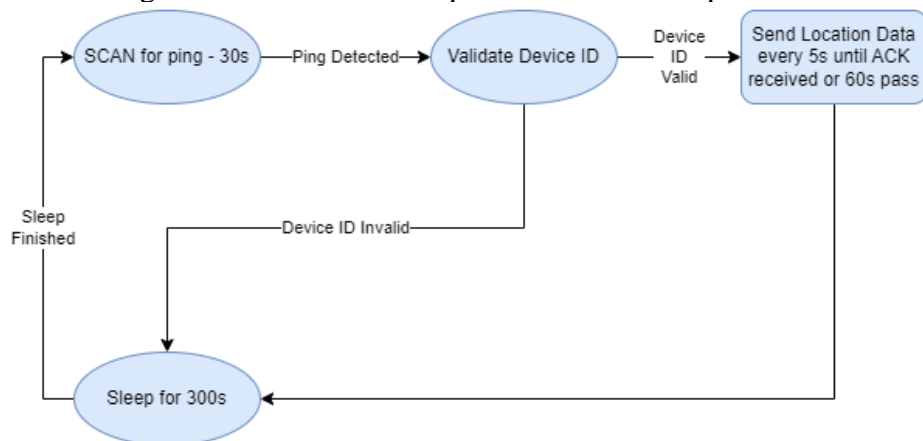 SCAN for ping - 30s
Ping Detected
Validate Device ID
Device
ID
Valid
Send Location Data
every 5s until ACK
received or 60s pass
Sleep
Finished
Device ID Invalid
Sleep for 300s